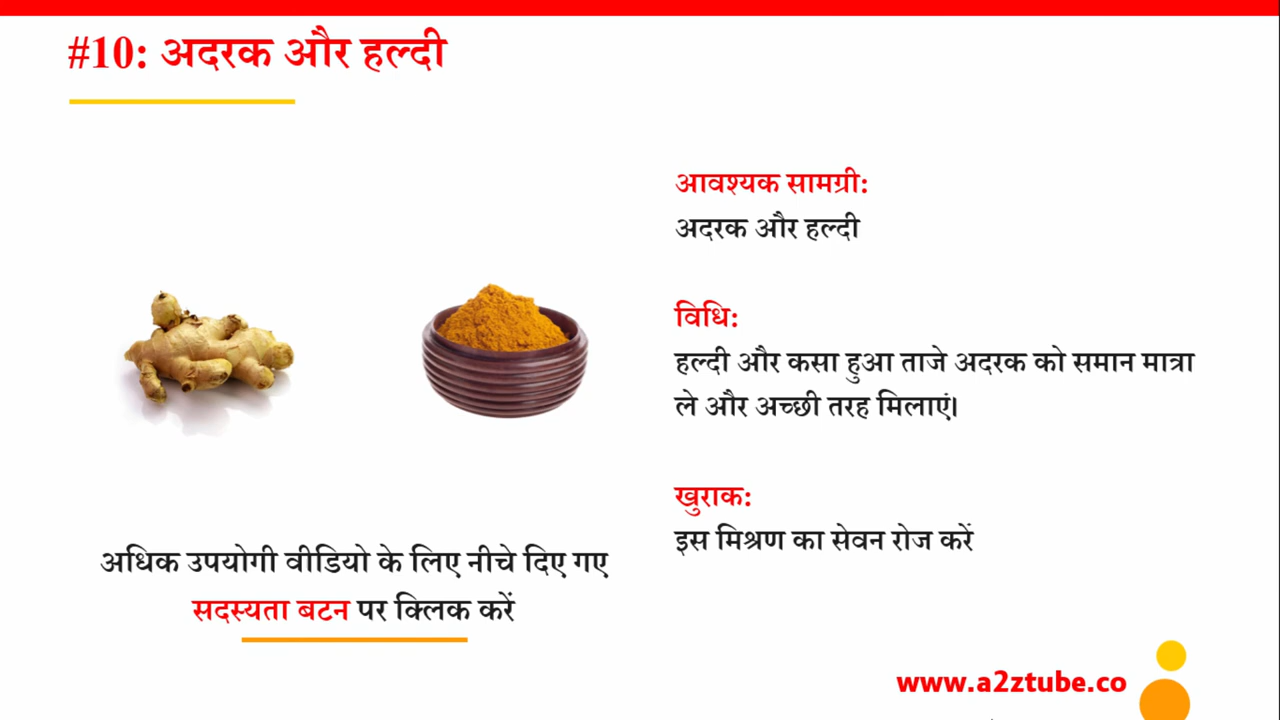 #10: अदरक और हल्दी
आवश्यक सामग्री:
अदरक और हल्दी
विधि:
हल्दी और कसा हुआ ताजे अदरक को समान मात्रा
ले और अच्छी तरह मिलाएं।
खुराक:
इस मिश्रण का सेवन रोज करें
अधिक उपयोगी वीडियो के लिए नीचे दिए गए
सदस्यता बटन पर क्लिक करें
www.a2ztube.co